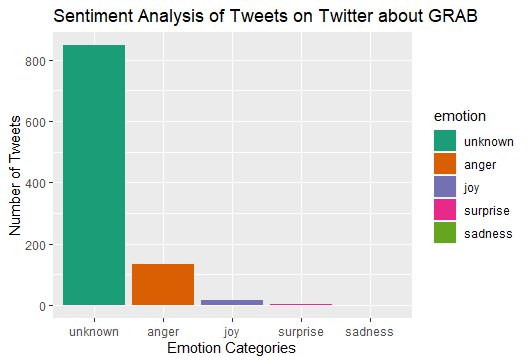 Sentiment Analysis of Tweets on Twitter about GRAB
Number of Tweets
800
600
400
200
0
unknown anger joy surprise sadness
Emotion Categories
emotion
unknown
anger
joy
surprise
sadness